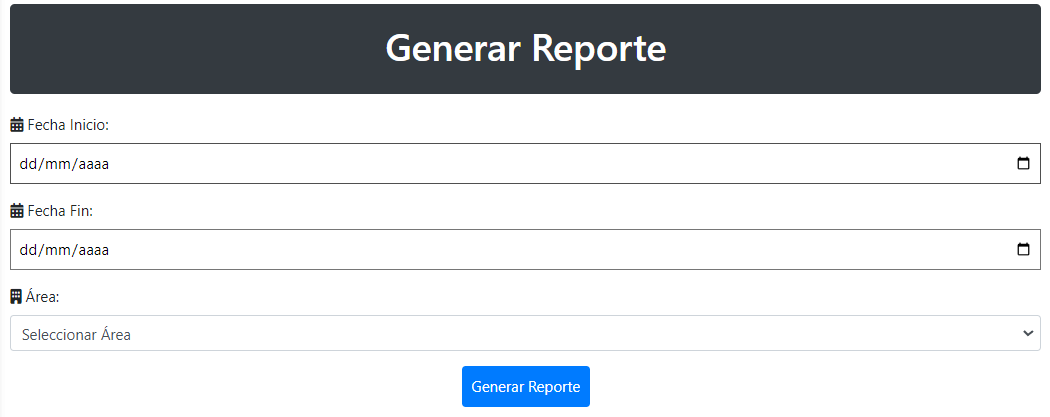 Generar Reporte
Fecha Inicio:
dd/mm/aaaa
Fecha Fin:
dd/mm/aaaa
Área:
Seleccionar Área
Generar Reporte